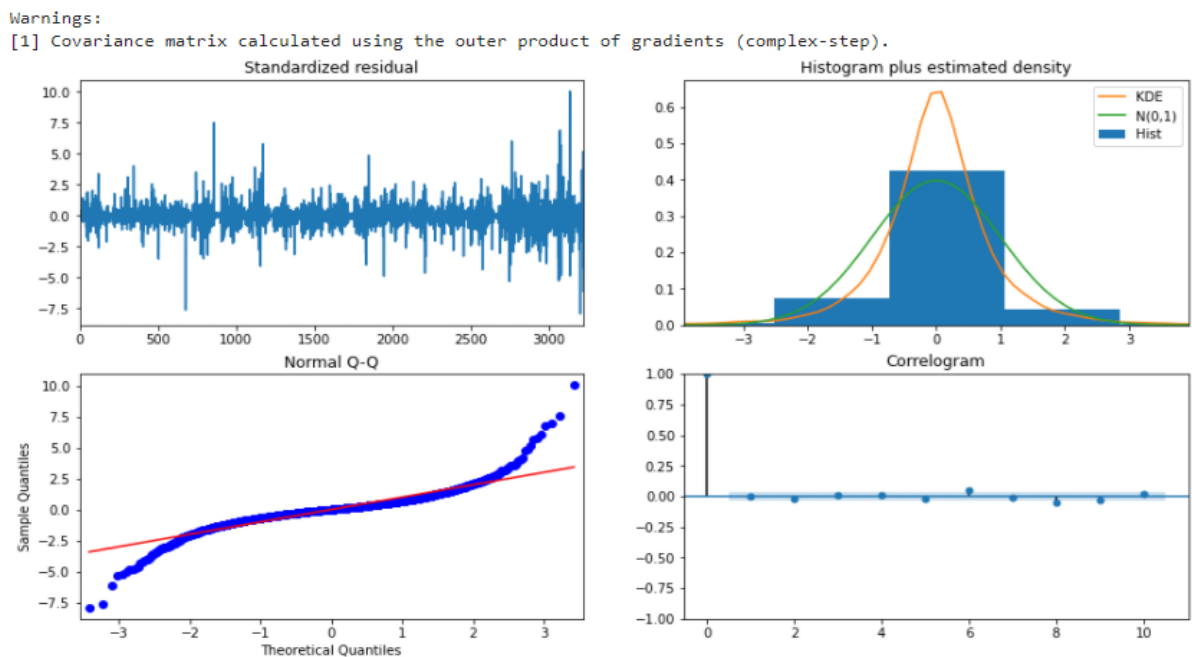 Warnings:
[1] Covariance matrix calculated using the outer product of gradients (complex-step).
Standardized residual
10.0
7.5
5.0
2.5
0.0
−2.5
−5.0
−7.5
0 500 1000 1500 2000 2500 3000
Histogram plus estimated density
KDE
N(0,1)
Hist
0.6
0.5
0.4
0.3
0.2
0.1
0.0
−3 −2 −1 0 1 2 3
Normal Q-Q
10.0
7.5
5.0
2.5
0.0
−2.5
−5.0
−7.5
Sample Quantiles
−3 −2 −1 0 1 2 3
Theoretical Quantiles
Correlogram
1.00
0.75
0.50
0.25
0.00
−0.25
−0.50
−0.75
−1.00
0 2 4 6 8 10